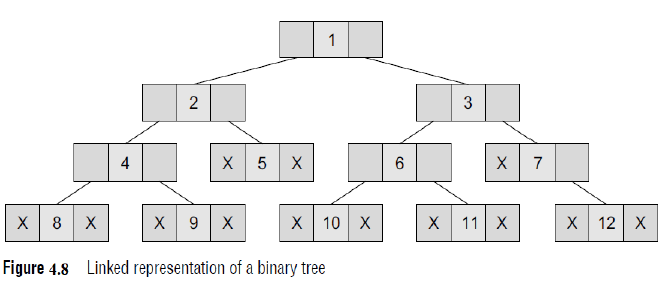 1
2 3
4 X 5 X 6 X 7
X 8 X X 9 X X 10 X X 11 X X 12 X
Figure 4.8 Linked representation of a binary tree